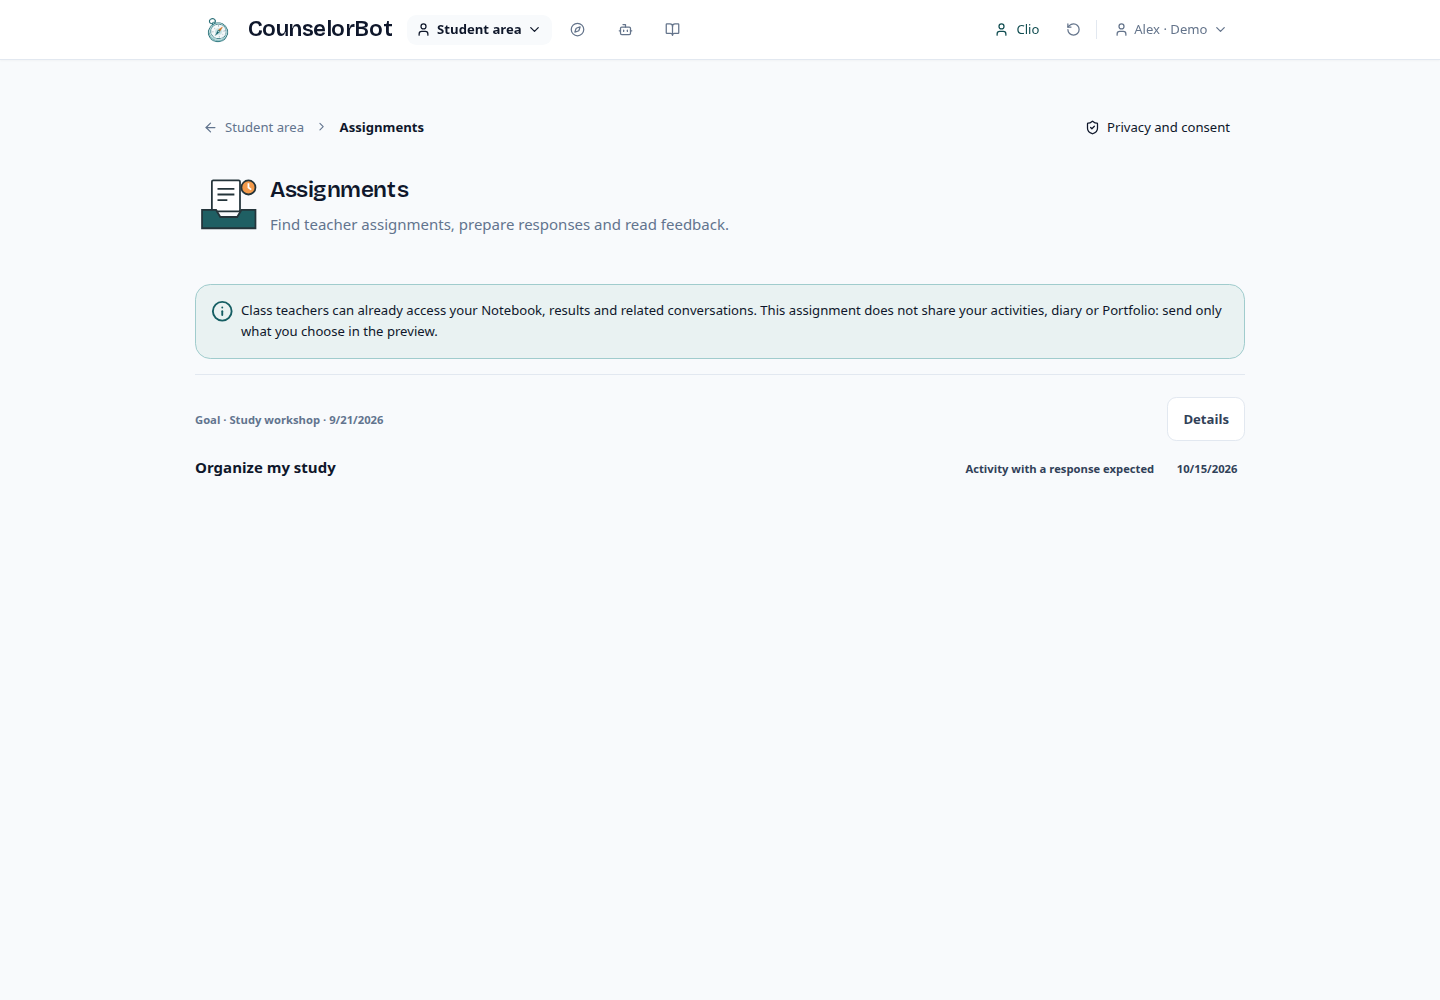 CounselorBot
Student area
Clio
Alex · Demo
Student area
Assignments
Privacy and consent
Assignments
Find teacher assignments, prepare responses and read feedback.
Class teachers can already access your Notebook, results and related conversations. This assignment does not share your activities, diary or Portfolio: send only
what you choose in the preview.
Goal · Study workshop · 9/21/2026
Details
Organize my study
Activity with a response expected
10/15/2026